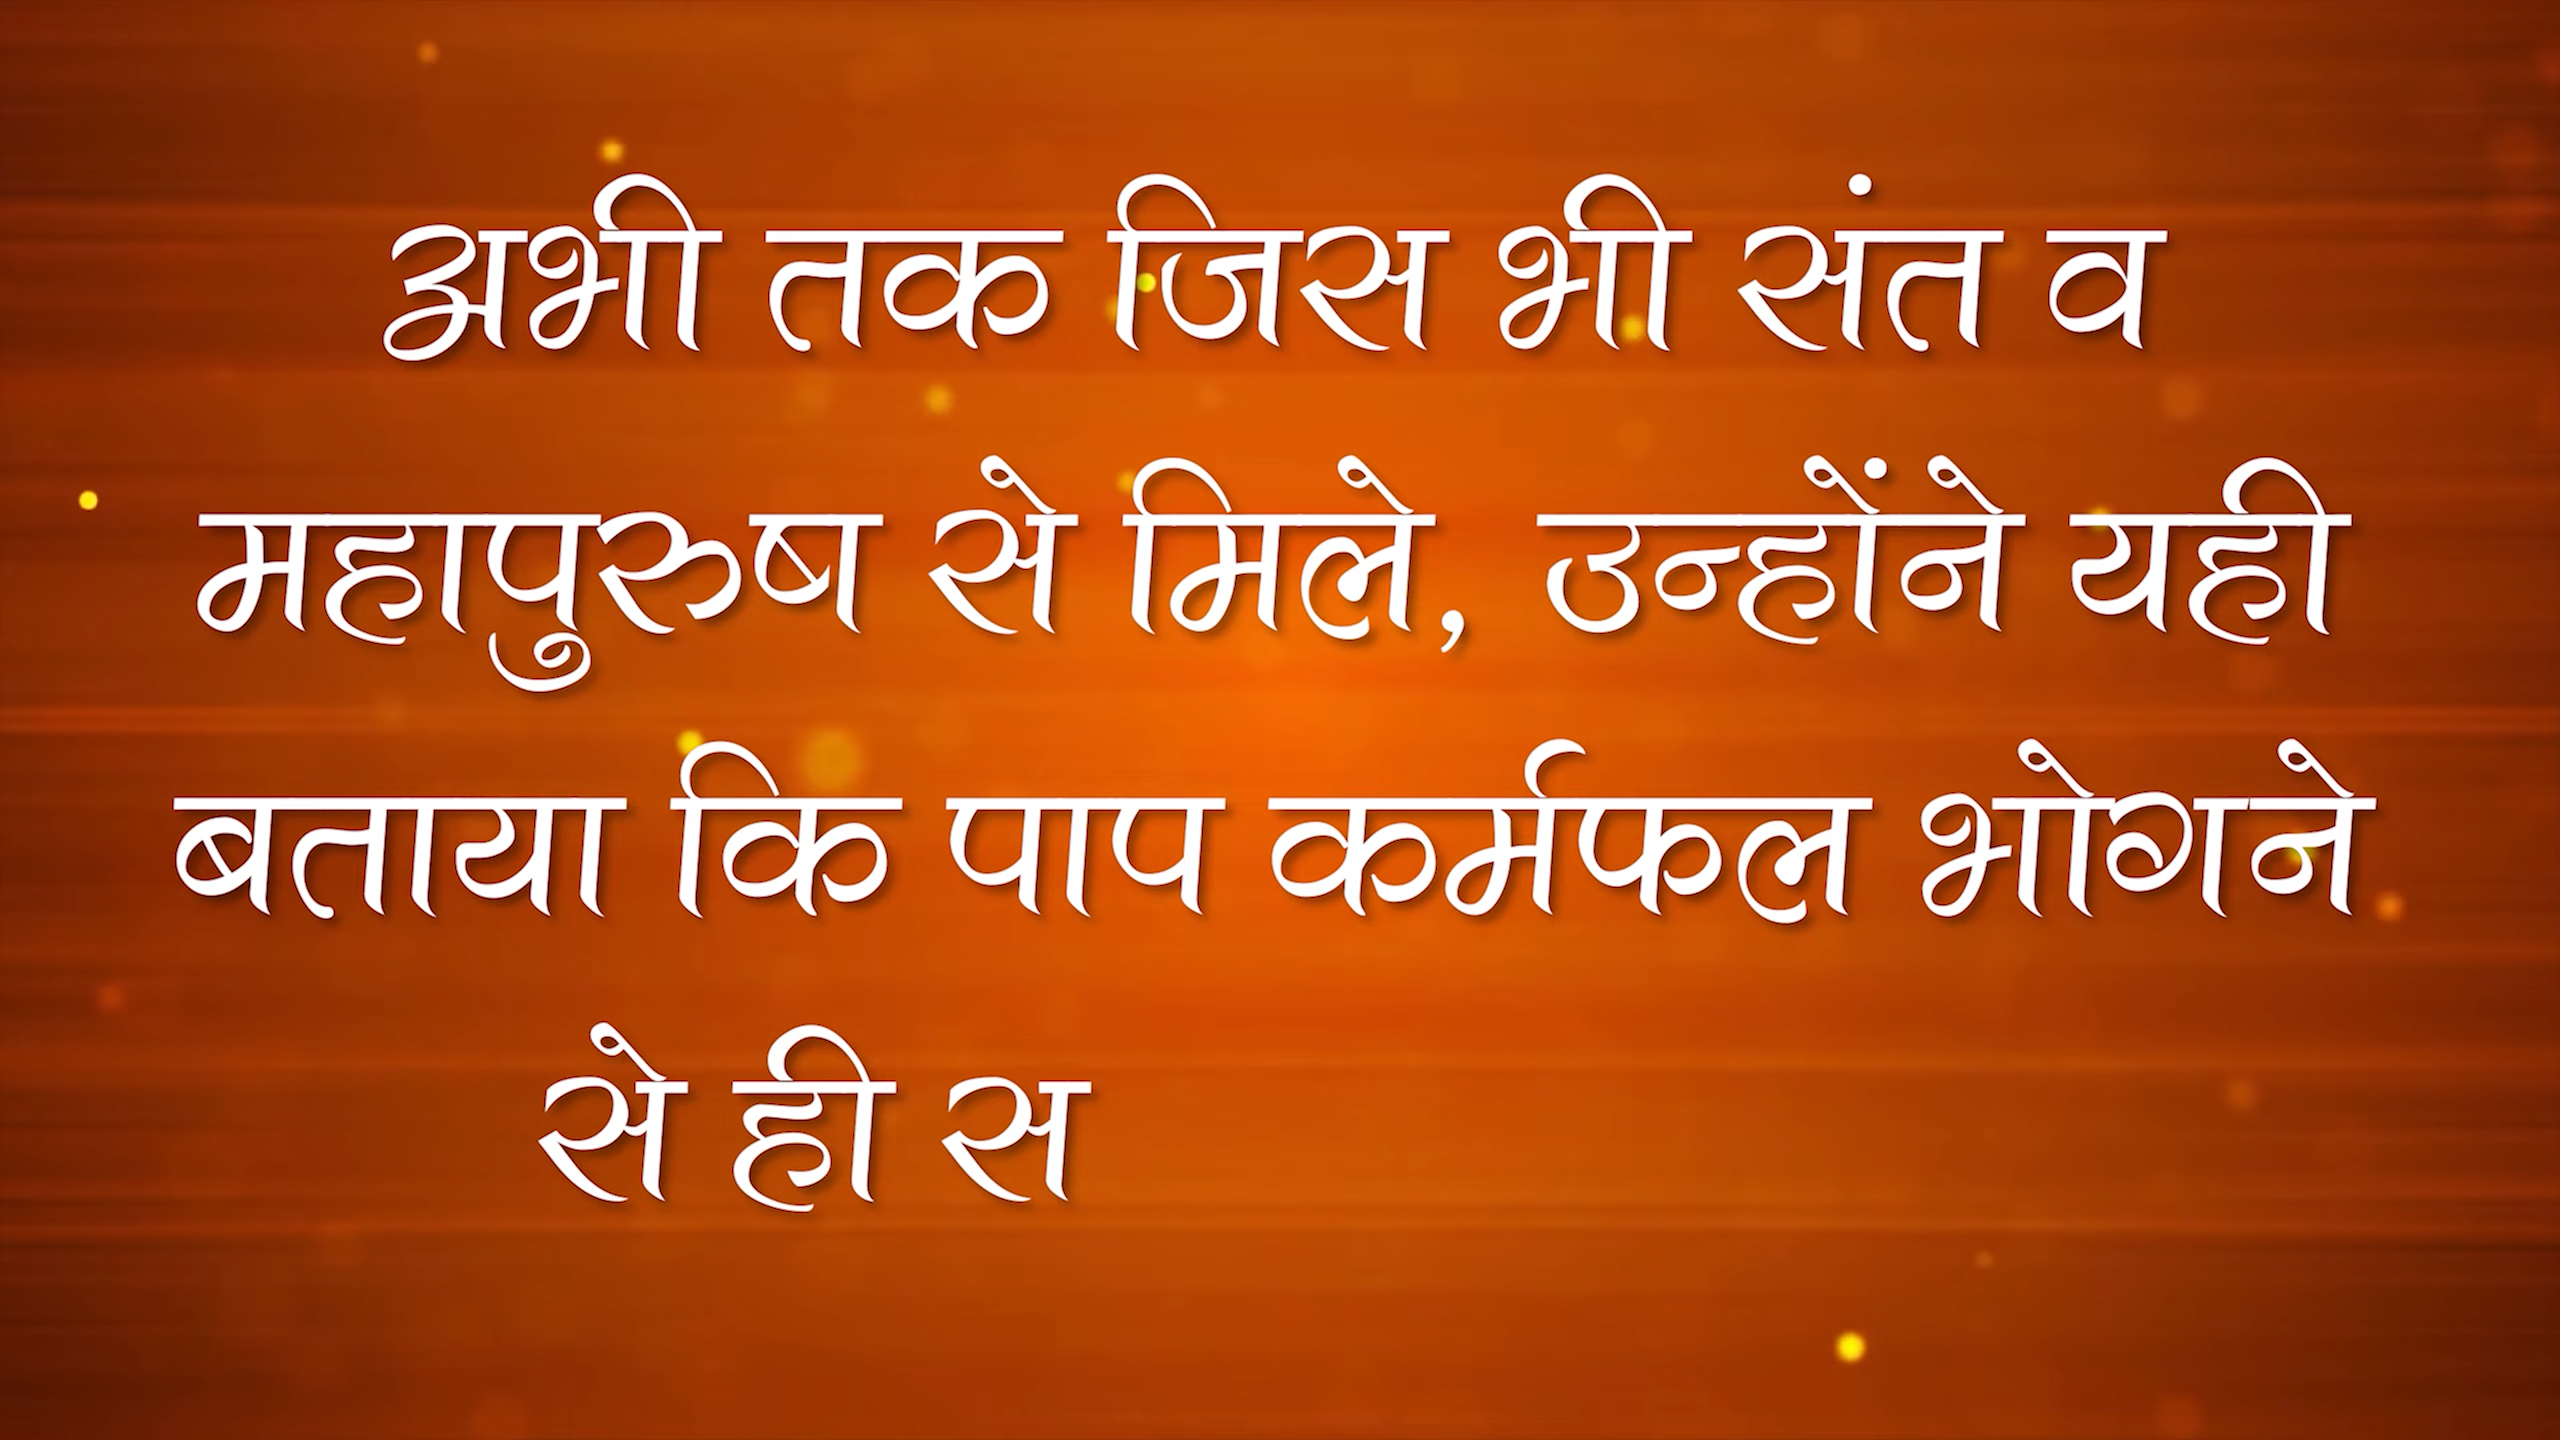 अभी तक जिस भी संत व
महापुरुष से मिले, उन्होंने यही
बताया कि पाप कर्मफल भोगने
से ही स